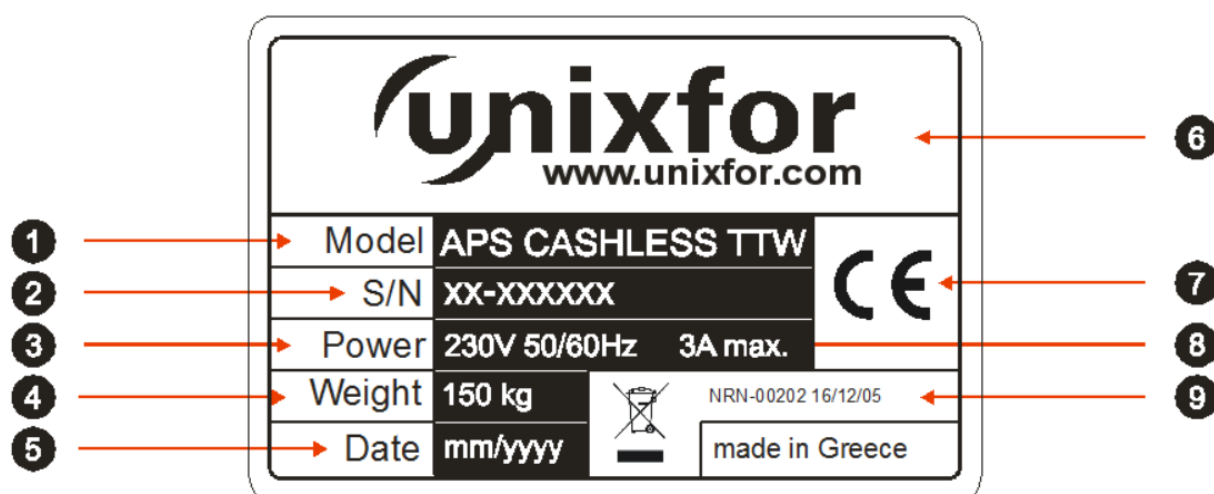 unixfor
www.unixfor.com
6
1 Model APS CASHLESS TTW
CE 7
2 S/N XX-XXXXXX
3 Power 230V 50/60Hz 3A max. 8
4 Weight 150 kg NRN-00202 16/12/05 9
5 Date mm/yyyy made in Greece